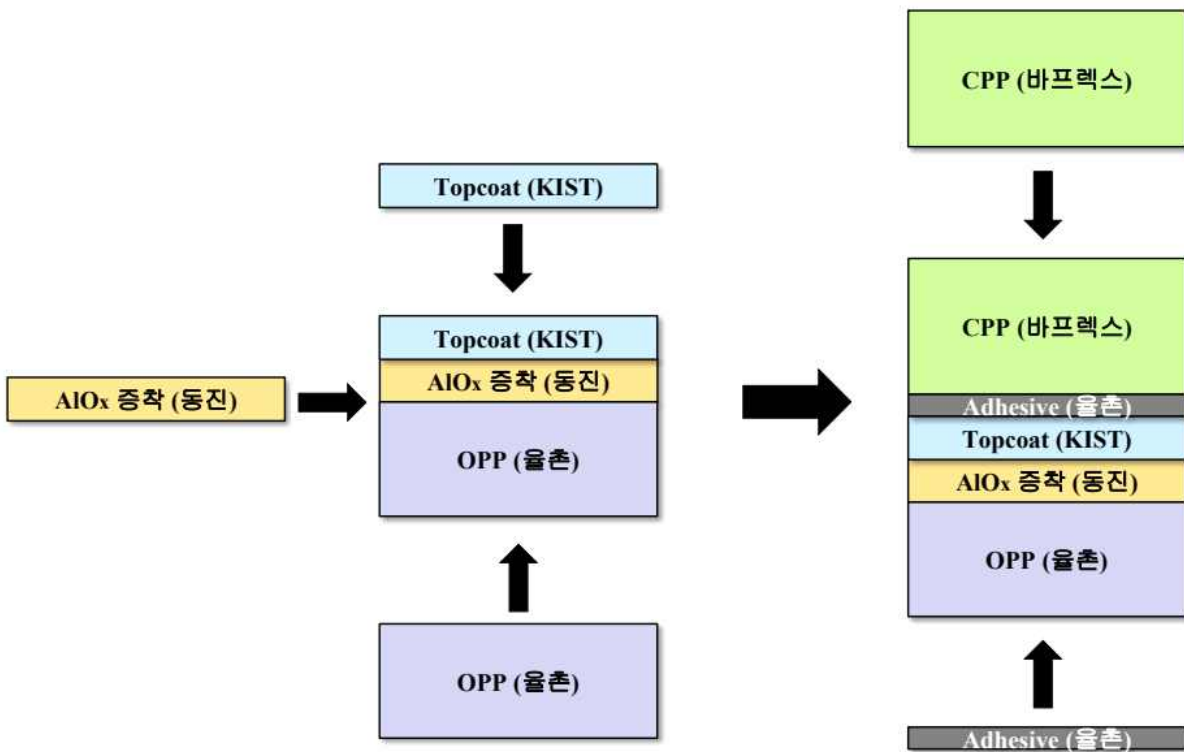 CPP (바프렉스)
Topcoat (KIST)
CPP (바프렉스)
Topcoat (KIST)
AlOx 증착 (동진)
AlOx 증착 (동진)
OPP (율촌)
Adhesive (율촌)
Topcoat (KIST)
AlOx 증착 (동진)
OPP (율촌)
OPP (율촌)
Adhesive (율촌)